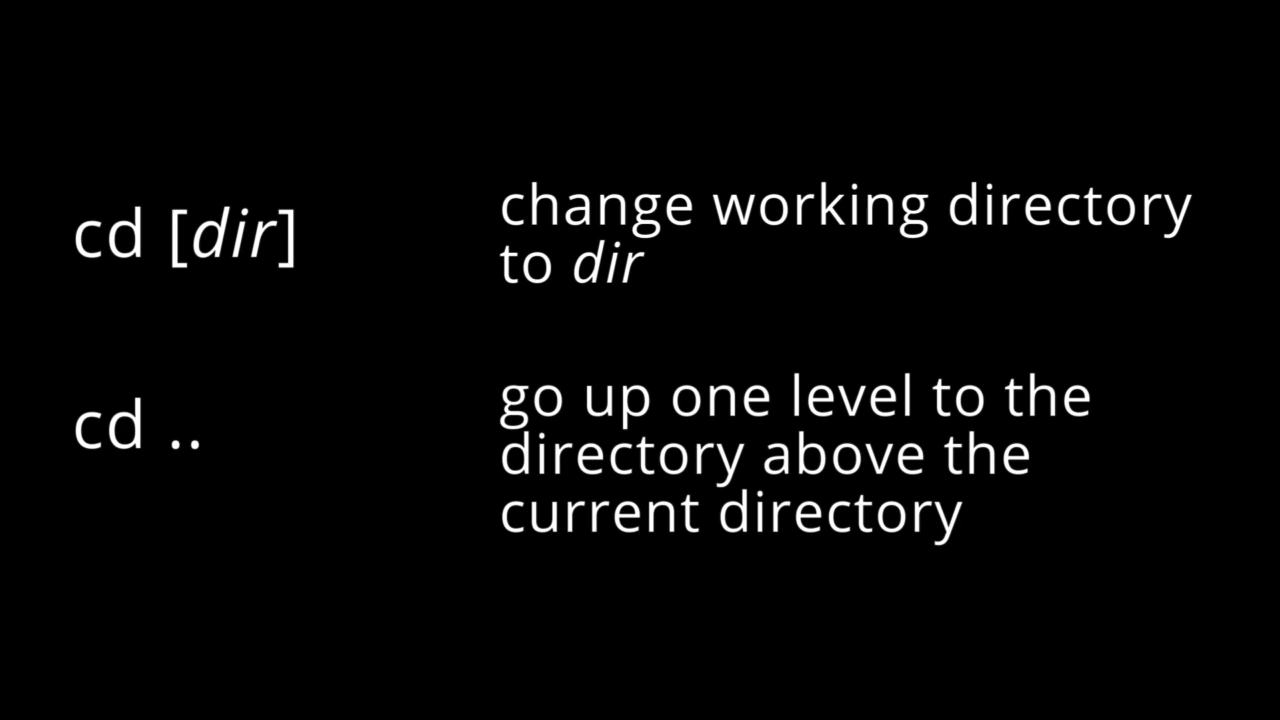 cd [dir]
change working directory
to dir
cd ..
go up one level to the
directory above the
current directory